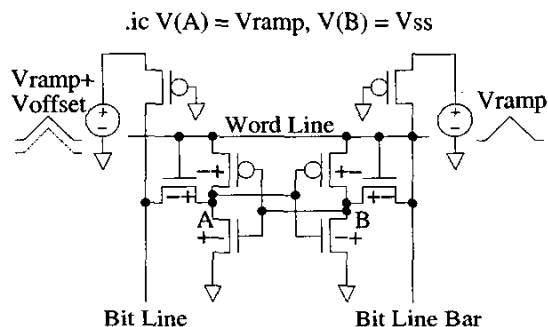 .ic V(A) = Vramp, V(B) = Vss
Vramp+
Voffset
Vramp
Word Line
A
B
Bit Line
Bit Line Bar